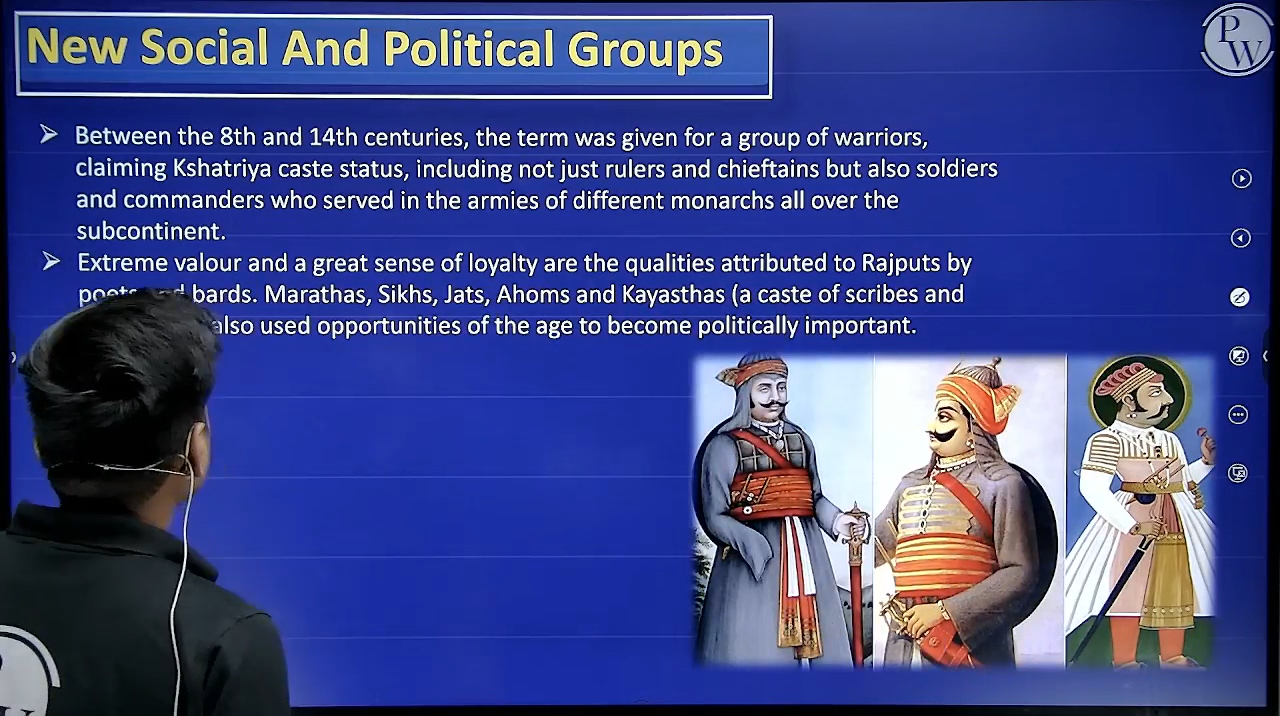 New Social And Political Groups
PW
Between the 8th and 14th centuries, the term was given for a group of warriors,
claiming Kshatriya caste status, including not just rulers and chieftains but also soldiers
and commanders who served in the armies of different monarchs all over the
subcontinent.
Extreme valour and a great sense of loyalty are the qualities attributed to Rajputs by
bards. Marathas, Sikhs, Jats, Ahoms and Kayasthas (a caste of scribes and
also used opportunities of the age to become politically important.